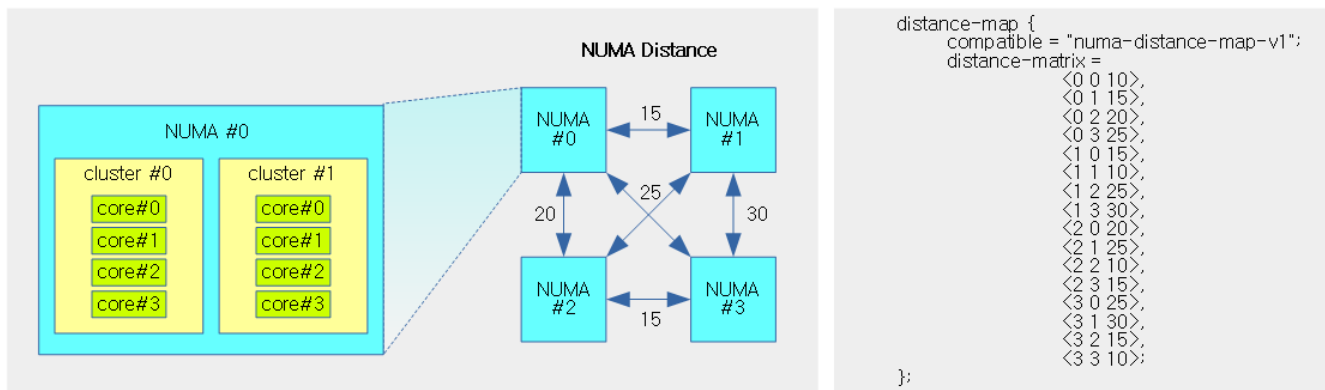 NUMA Distance
NUMA #0
cluster #0
core#0
core#1
core#2
core#3
cluster #1
core#0
core#1
core#2
core#3
NUMA
#0
15
NUMA
#1
20
25
30
NUMA
#2
15
NUMA
#3
distance-map {
compatible = "numa-distance-map-v1";
distance-matrix =
<0 0 10>,
<0 1 15>,
<0 2 20>,
<0 3 25>,
<1 0 15>,
<1 1 10>,
<1 2 25>,
<1 3 30>,
<2 0 20>,
<2 1 25>,
<2 2 10>,
<2 3 15>,
<3 0 25>,
<3 1 30>,
<3 2 15>,
<3 3 10>;
};